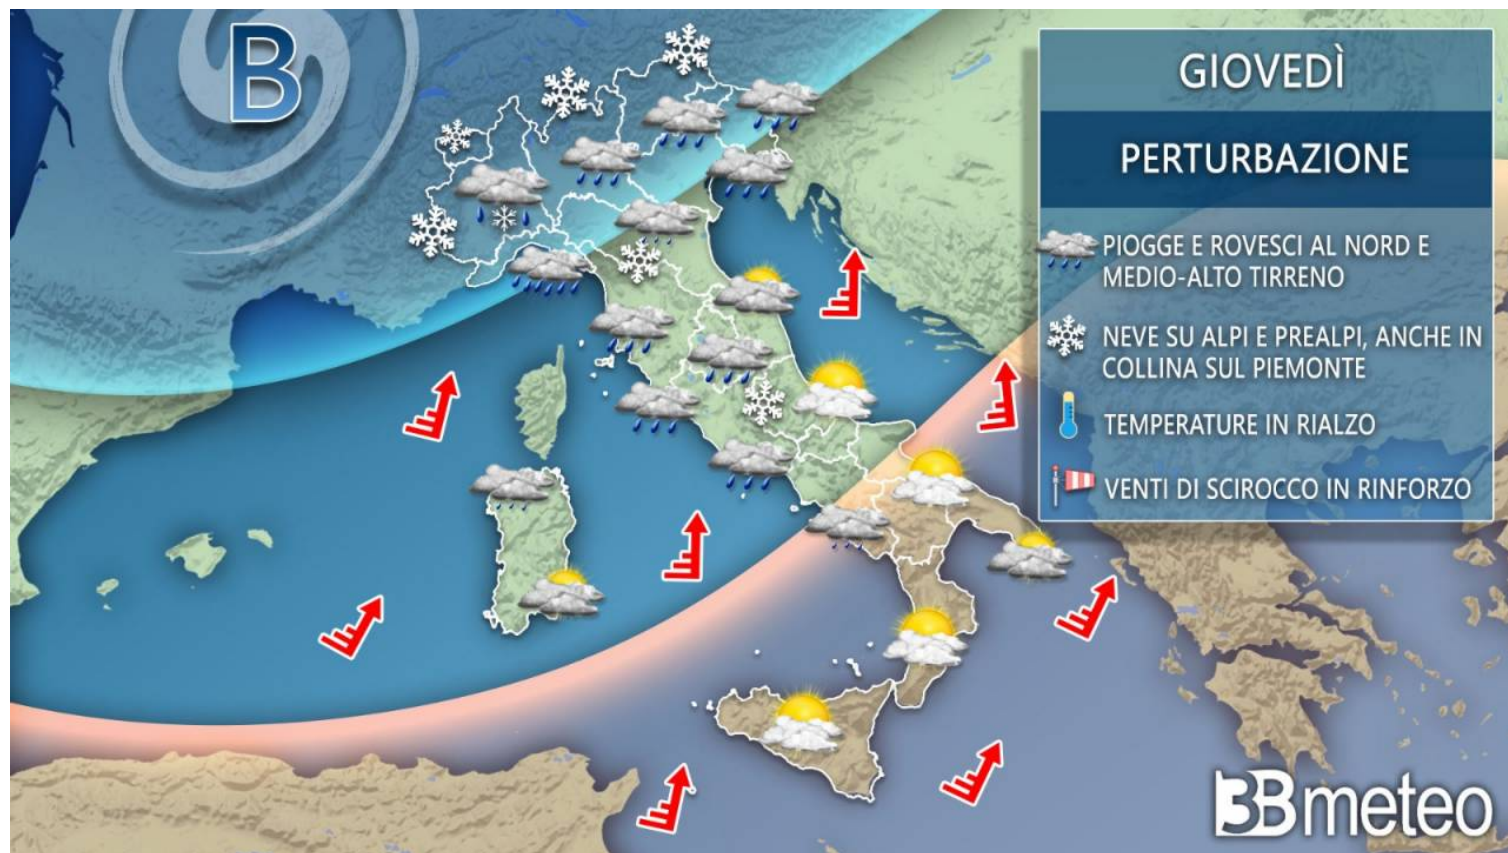 B
GIOVEDÌ
PERTURBAZIONE
PIOGGE E ROVESCI AL NORD E
MEDIO-ALTO TIRRENO
NEVE SU ALPI E PREALPI, ANCHE IN
COLLINA SUL PIEMONTE
TEMPERATURE IN RIALZO
VENTI DI SCIROCCO IN RINFORZO
3Bmeteo